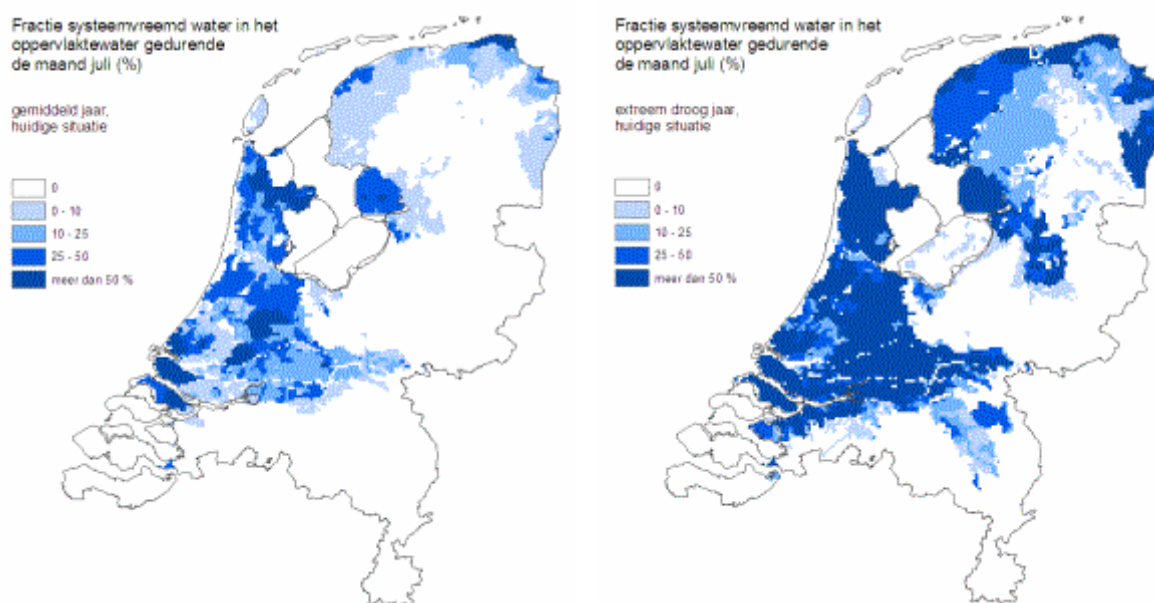 Fractie systeemvreemd water in het
oppervlaktewater gedurende
de maand juli (%)
gemiddeld jaar,
huidige situatie
0
0 - 10
10 - 25
25 - 50
meer dan 50 %
Fractie systeemvreemd water in het
oppervlaktewater gedurende
de maand juli (%)
extreem droog jaar,
huidige situatie
0
0 - 10
10 - 25
25 - 50
meer dan 50 %